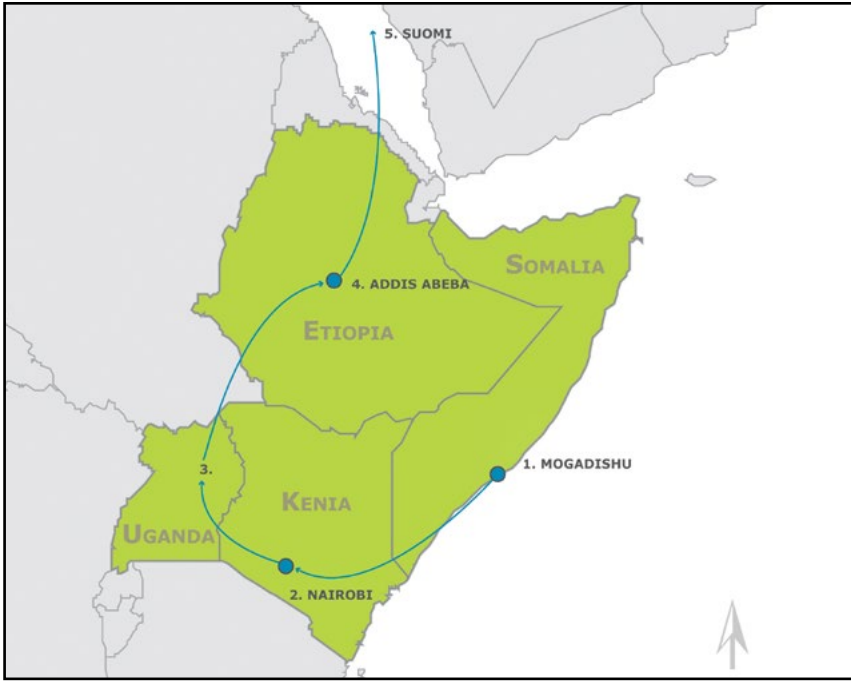 5. SUOMI
SOMALIA
4. ADDIS ABEBA
ETIOPIA
1. MOGADISHU
3.
KENIA
UGANDA
2. NAIROBI